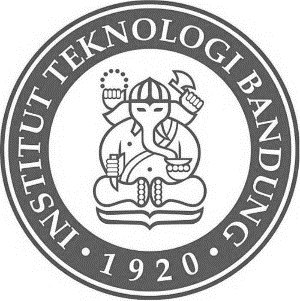 INSTITUT TEKNOLOGI BANDUNG
· 1920 ·